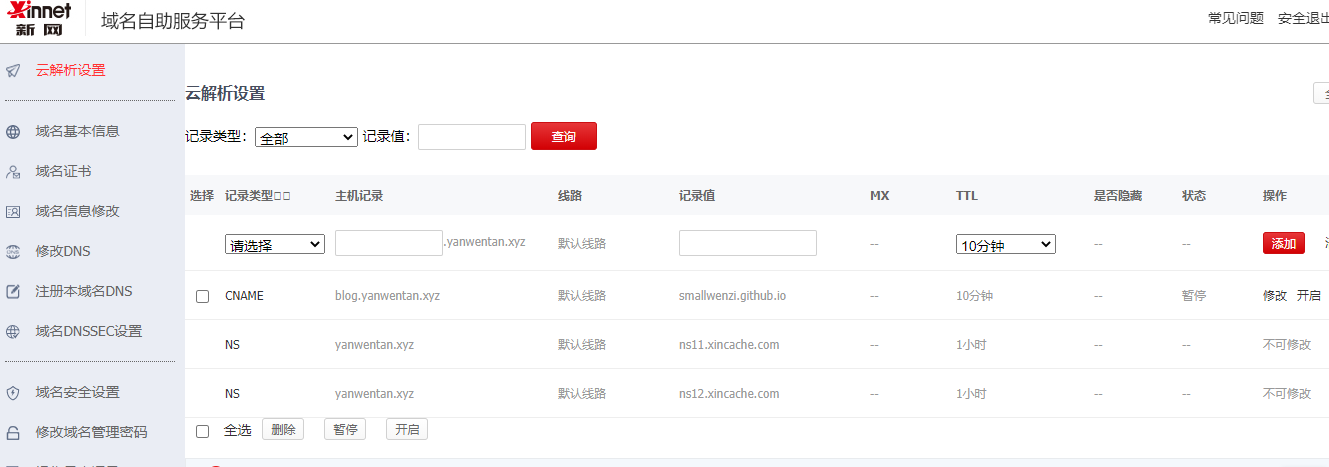 Xinnet
新网
域名自助服务平台
常见问题 安全退出
云解析设置
域名基本信息
域名证书
域名信息修改
修改DNS
注册本域名DNS
域名DNSSEC设置
域名安全设置
修改域名管理密码
云解析设置
记录类型: 全部 记录值: 查询
选择 记录类型 主机记录 线路 记录值 MX TTL 是否隐藏 状态 操作
请选择 .yanwentan.xyz 默认线路 -- 10分钟 -- -- 添加
CNAME blog.yanwentan.xyz 默认线路 smallwenzi.github.io -- 10分钟 -- 暂停 修改 开启
NS yanwentan.xyz 默认线路 ns11.xincache.com -- 1小时 -- -- 不可修改
NS yanwentan.xyz 默认线路 ns12.xincache.com -- 1小时 -- -- 不可修改
全选 删除 暂停 开启